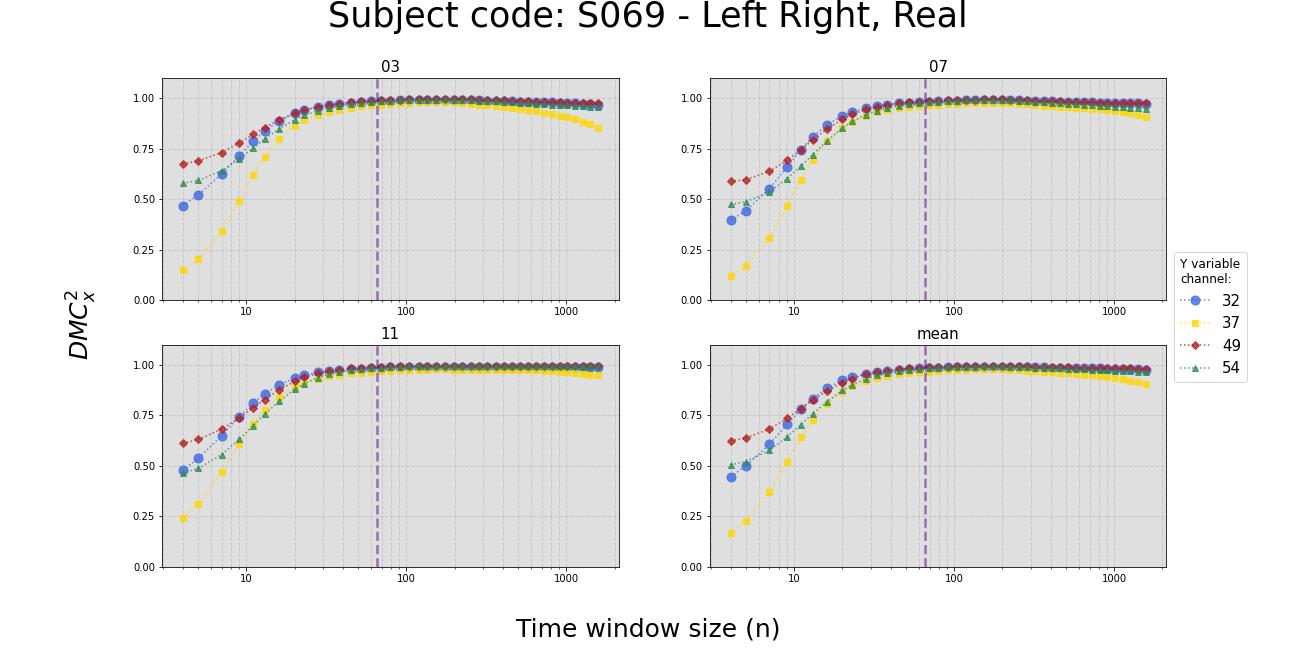 Subject code: S069 - Left Right, Real
03
1.00
0.75
0.50
0.25
0.00
10 100 1000
07
1.00
0.75
0.50
0.25
0.00
10 100 1000
11
1.00
0.75
0.50
0.25
0.00
10 100 1000
mean
1.00
0.75
0.50
0.25
0.00
10 100 1000
DMC²ₓ
Time window size (n)
Y variable
channel:
32
37
49
54